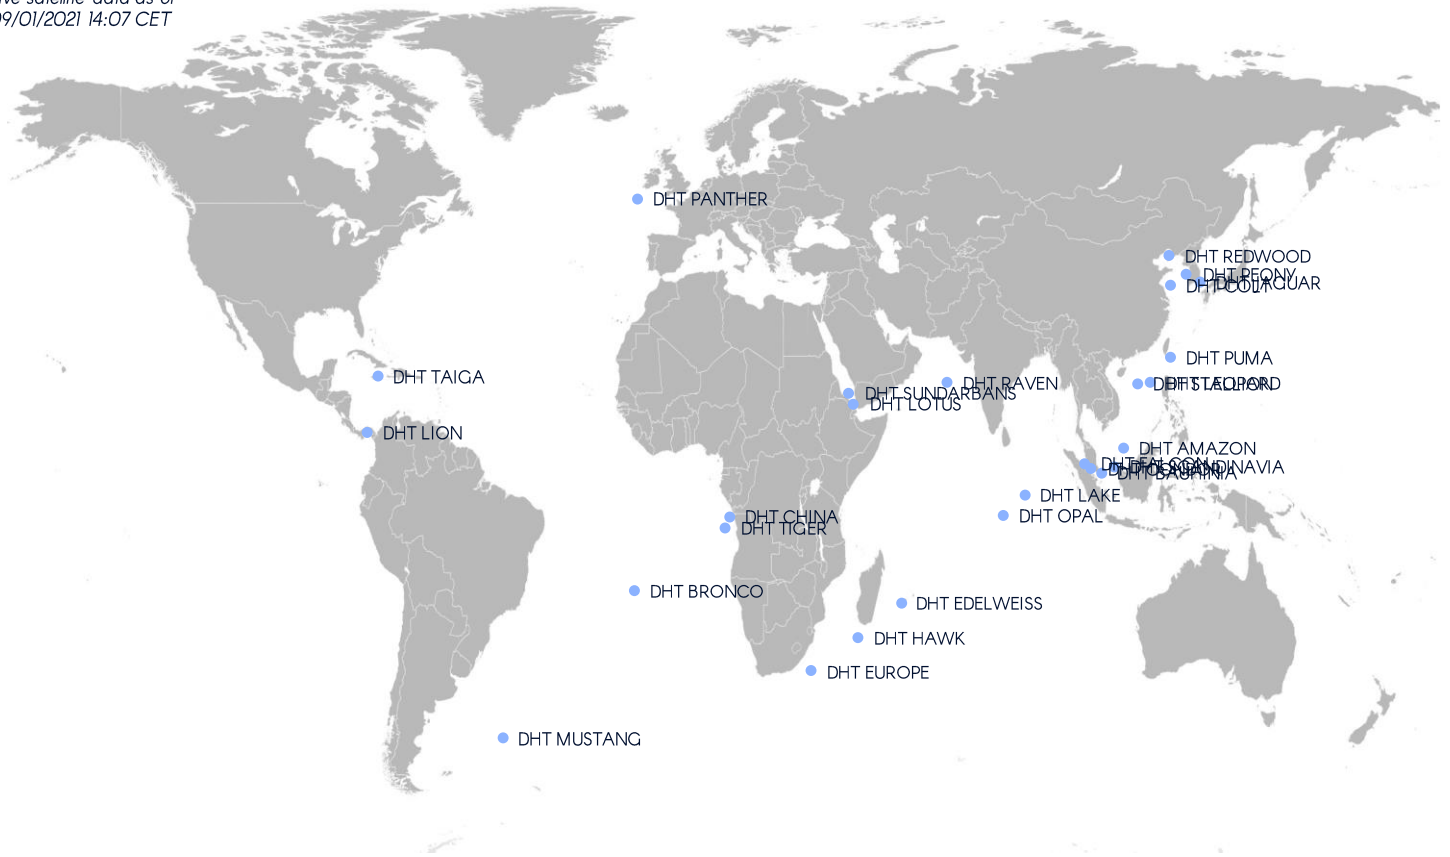 09/01/2021 14:07 CET
DHT PANTHER
DHT REDWOOD
DHT PEONY
DHT JAGUAR
DHT COLT
DHT PUMA
DHT TAIGA
DHT RAVEN
DHT STALLION
DHT LEOPARD
DHT SUNDARBANS
DHT LOTUS
DHT LION
DHT AMAZON
DHT FALCON
DHT SCANDINAVIA
DHT BAUHINIA
DHT LAKE
DHT OPAL
DHT CHINA
DHT TIGER
DHT BRONCO
DHT EDELWEISS
DHT HAWK
DHT EUROPE
DHT MUSTANG